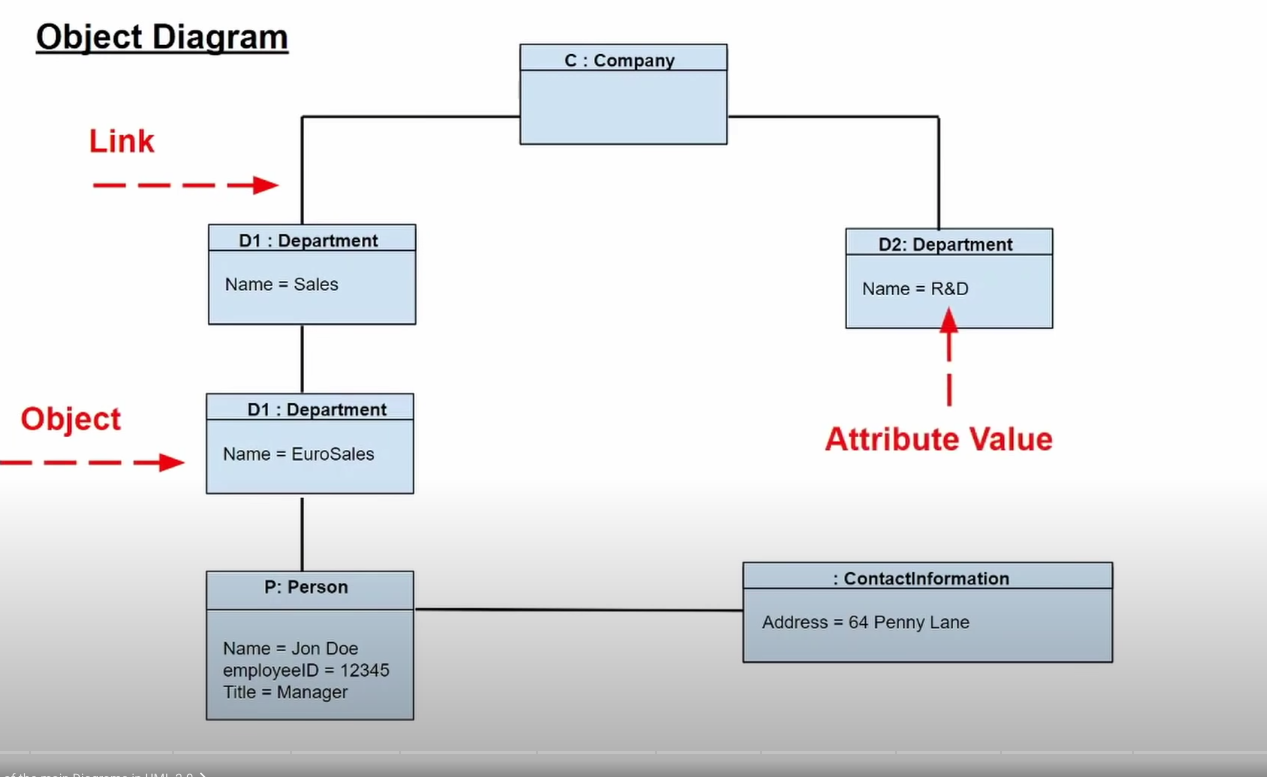 Object Diagram
C : Company
Link
D1 : Department
Name = Sales
D2: Department
Name = R&D
Object
D1 : Department
Name = EuroSales
Attribute Value
P: Person
Name = Jon Doe
employeeID = 12345
Title = Manager
: ContactInformation
Address = 64 Penny Lane
of the main Diagrams in UML 2.0